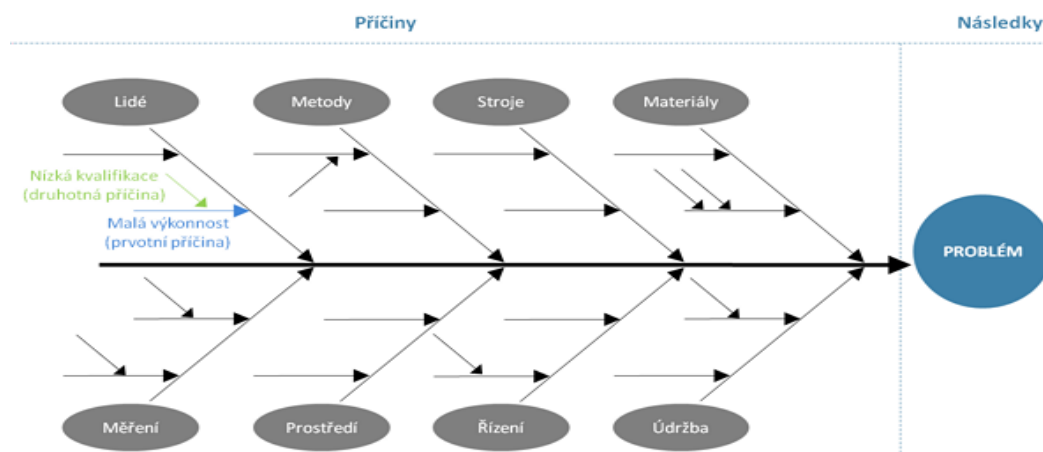 Příčiny
Následky
Lidé
Metody
Stroje
Materiály
Nízká kvalifikace
(druhotná příčina)
Malá výkonnost
(prvotní příčina)
PROBLÉM
Měření
Prostředí
Řízení
Údržba